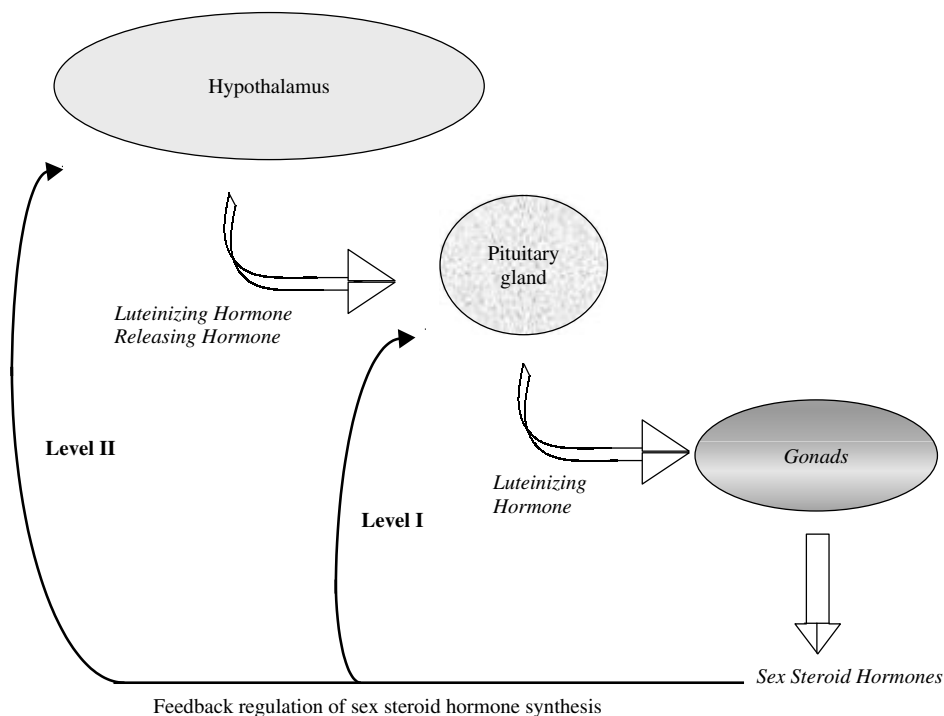 Hypothalamus
Pituitary
gland
Luteinizing Hormone
Releasing Hormone
Level II
Gonads
Luteinizing
Hormone
Level I
Sex Steroid Hormones
Feedback regulation of sex steroid hormone synthesis